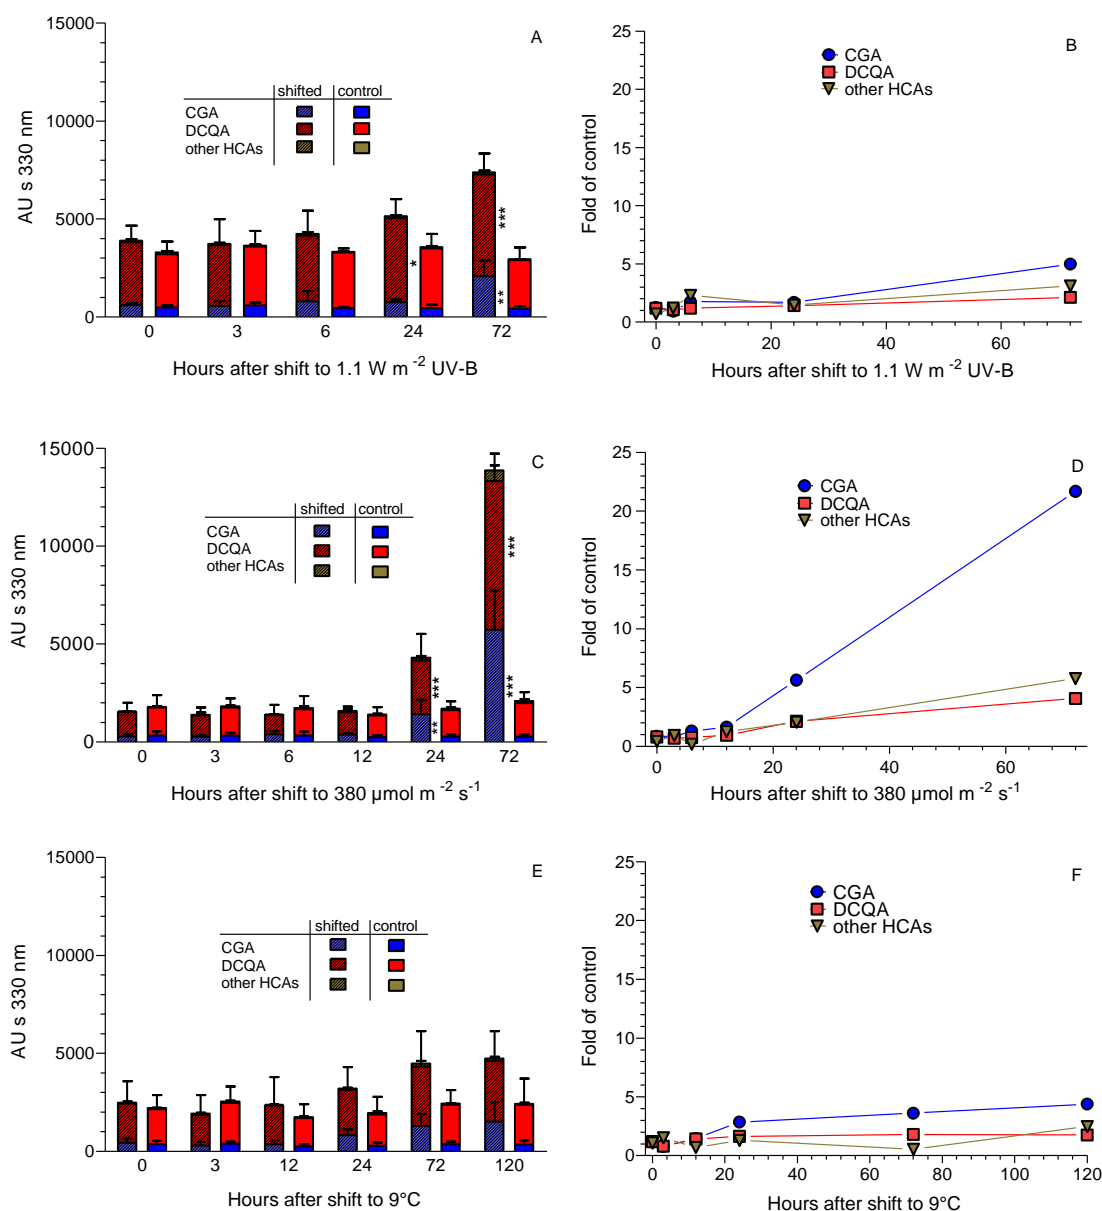 A
15000
10000
5000
0
AU s 330 nm
shifted control
CGA
DCQA
other HCAs
*
***
**
0 3 6 24 72
Hours after shift to 1.1 W m -2 UV-B
B
25
20
15
10
5
0
Fold of control
CGA
DCQA
other HCAs
0 20 40 60
Hours after shift to 1.1 W m -2 UV-B
C
15000
10000
5000
0
AU s 330 nm
shifted control
CGA
DCQA
other HCAs
***
**
***
***
0 3 6 12 24 72
Hours after shift to 380 µmol m -2 s-1
D
25
20
15
10
5
0
Fold of control
CGA
DCQA
other HCAs
0 20 40 60
Hours after shift to 380 µmol m -2 s-1
E
15000
10000
5000
0
AU s 330 nm
shifted control
CGA
DCQA
other HCAs
0 3 12 24 72 120
Hours after shift to 9°C
F
25
20
15
10
5
0
Fold of control
CGA
DCQA
other HCAs
0 20 40 60 80 100 120
Hours after shift to 9°C